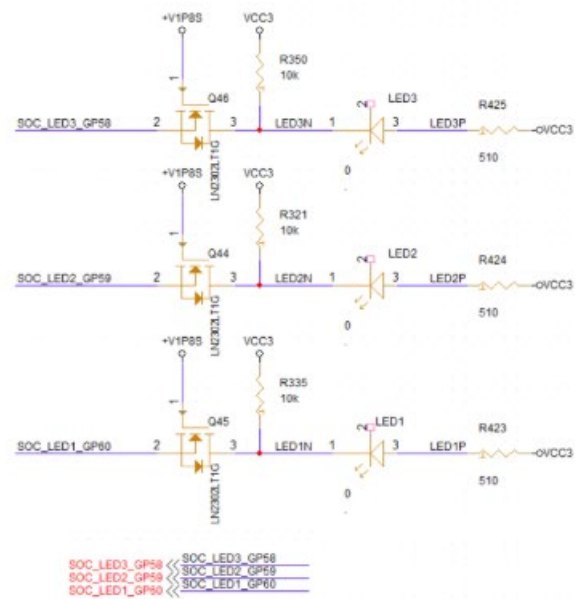 +V1P8S VCC3
R350
10k
1
Q46
LED3
2
R425
SOC_LED3_GP58 2 3 LED3N 1 3 LED3P VCC3
LN2302LT1G
0
510
+V1P8S VCC3
R321
10k
1
Q44
LED2
2
R424
SOC_LED2_GP59 2 3 LED2N 1 3 LED2P VCC3
LN2302LT1G
0
510
+V1P8S VCC3
R335
10k
1
Q45
LED1
2
R423
SOC_LED1_GP60 2 3 LED1N 1 3 LED1P VCC3
LN2302LT1G
0
510
SOC_LED3_GP58 SOC_LED3_GP58
SOC_LED2_GP59 SOC_LED2_GP59
SOC_LED1_GP60 SOC_LED1_GP60